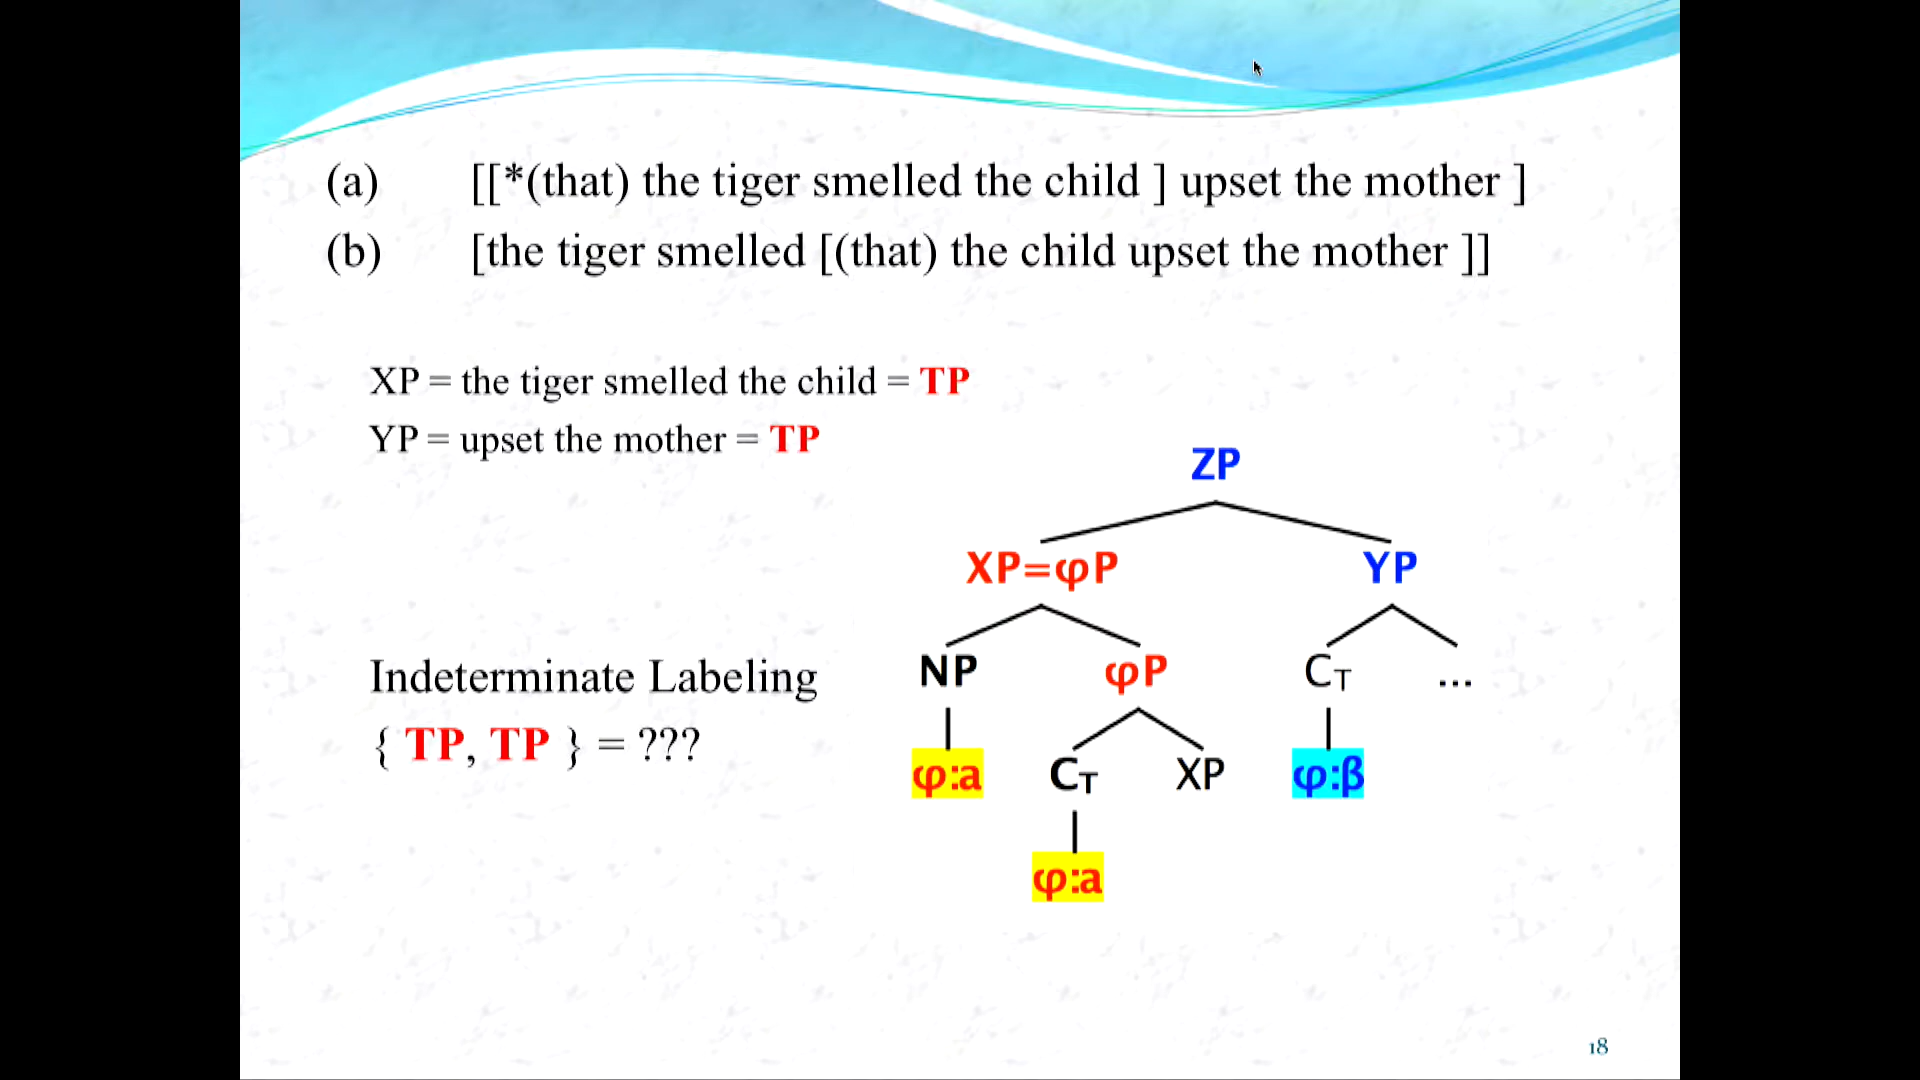 (a) [[*(that) the tiger smelled the child ] upset the mother ]
(b) [the tiger smelled [(that) the child upset the mother ]]
XP = the tiger smelled the child = TP
YP = upset the mother = TP
ZP
XP=φP YP
Indeterminate Labeling
NP φP CT ...
{ TP, TP } = ???
φ:a CT XP φ:β
φ:a
18